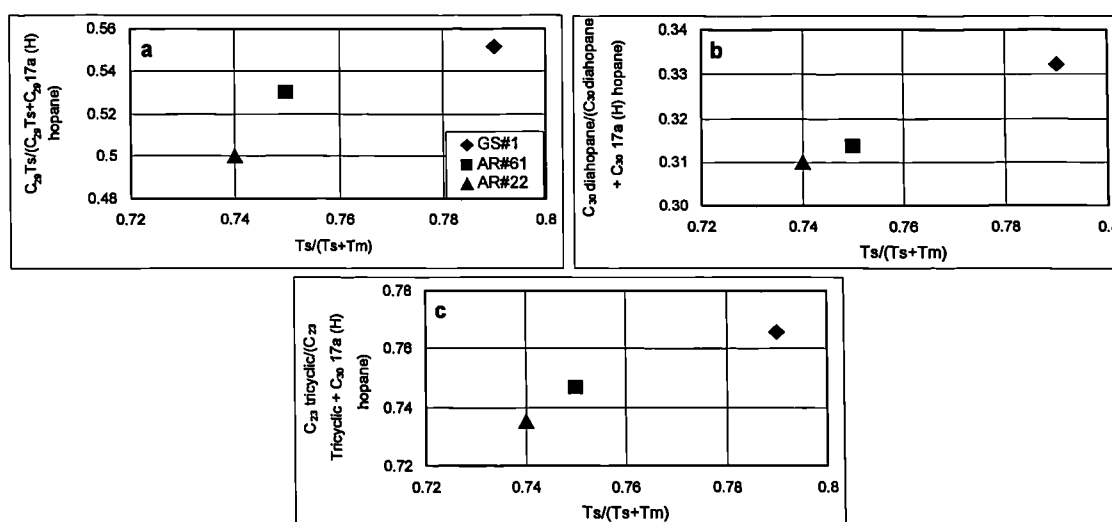 a
C₂₉Ts/(C₂₉Ts+C₂₉ 17a (H)
hopane)
0.56
0.54
0.52
0.5
0.48
0.72
0.74
0.76
0.78
0.8
Ts/(Ts+Tm)
GS#1
AR#61
AR#22
b
C₃₀ diahopane/(C₃₀ diahopane
+ C₃₀ 17a (H) hopane)
0.34
0.33
0.32
0.31
0.30
0.72
0.74
0.76
0.78
Ts/(Ts+Tm)
c
C₂₃ tricyclic/(C₂₃
Tricyclic + C₃₀ 17a (H)
hopane)
0.78
0.76
0.74
0.72
0.72
0.74
0.76
0.78
0.8
Ts/(Ts+Tm)